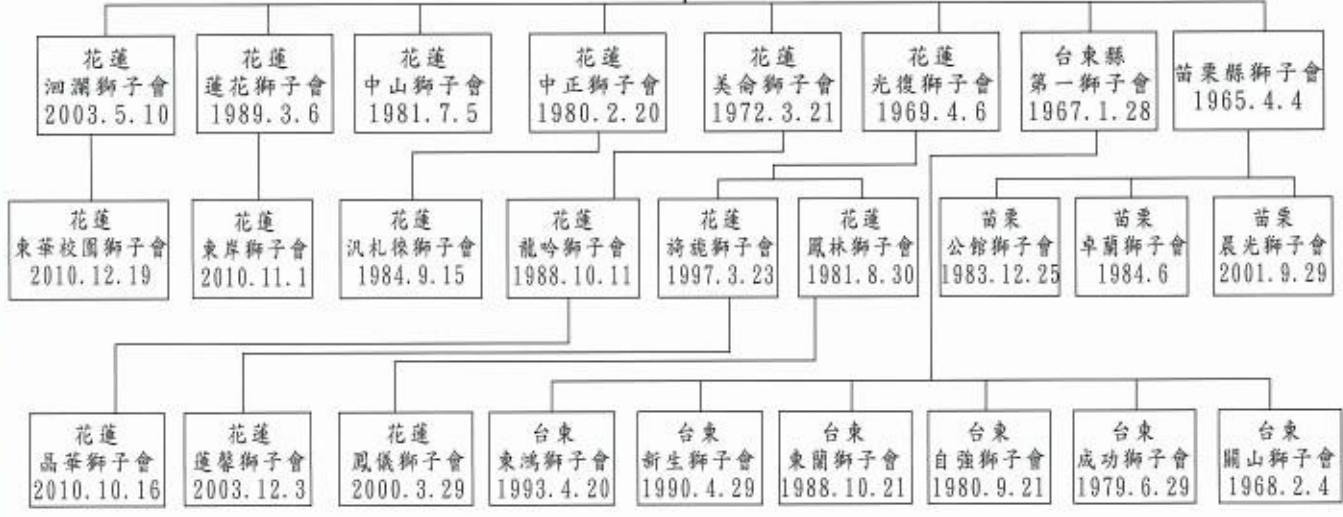 花蓮
洄瀾獅子會
2003.5.10
花蓮
蓮花獅子會
1989.3.6
花蓮
中山獅子會
1981.7.5
花蓮
中正獅子會
1980.2.20
花蓮
美侖獅子會
1972.3.21
花蓮
光復獅子會
1969.4.6
台東縣
第一獅子會
1967.1.28
苗栗縣獅子會
1965.4.4
花蓮
東華校園獅子會
2010.12.19
花蓮
東岸獅子會
2010.11.1
花蓮
汎札徠獅子會
1984.9.15
花蓮
龍吟獅子會
1988.10.11
花蓮
旖旎獅子會
1997.3.23
花蓮
鳳林獅子會
1981.8.30
苗栗
公館獅子會
1983.12.25
苗栗
卓蘭獅子會
1984.6
苗栗
晨光獅子會
2001.9.29
花蓮
晶華獅子會
2010.10.16
花蓮
蓮馨獅子會
2003.12.3
花蓮
鳳儀獅子會
2000.3.29
台東
東鴻獅子會
1993.4.20
台東
新生獅子會
1990.4.29
台東
東蘭獅子會
1988.10.21
台東
自強獅子會
1980.9.21
台東
成功獅子會
1979.6.29
台東
關山獅子會
1968.2.4